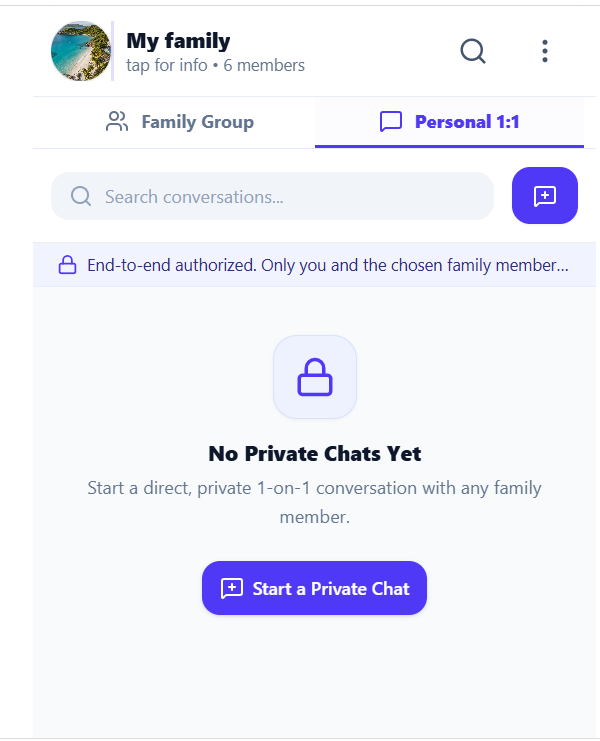 My family
tap for info • 6 members
Family Group
Personal 1:1
Search conversations...
End-to-end authorized. Only you and the chosen family member...
No Private Chats Yet
Start a direct, private 1-on-1 conversation with any family
member.
Start a Private Chat